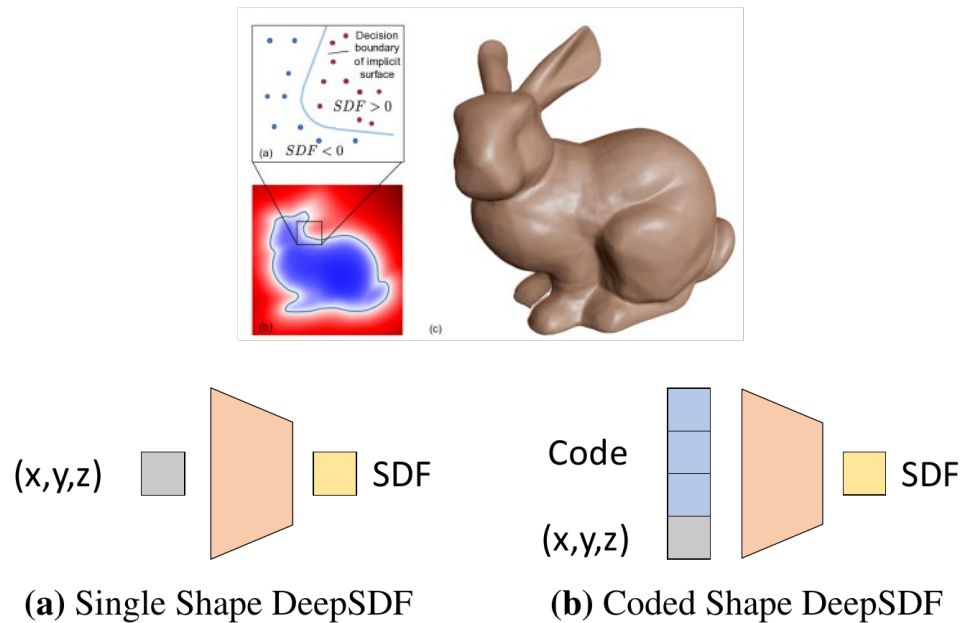 Decision
boundary
of implicit
surface
SDF > 0
(a) SDF < 0
(b)
(c)
Code
(x,y,z) SDF
SDF
(x,y,z)
(a) Single Shape DeepSDF
(b) Coded Shape DeepSDF